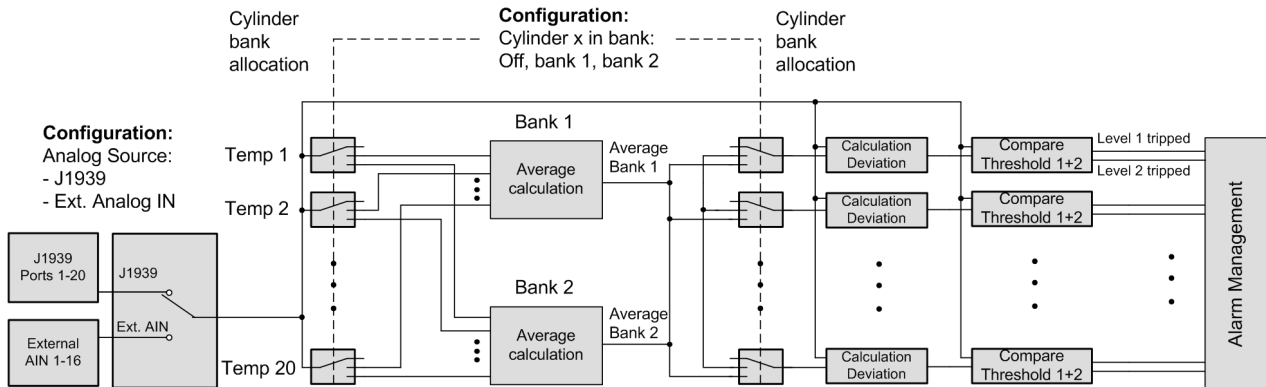 Cylinder
bank
allocation
Configuration:
Cylinder x in bank:
Off, bank 1, bank 2
Cylinder
bank
allocation
Configuration:
Analog Source:
- J1939
- Ext. Analog IN
Bank 1
Temp 1
Average
calculation
Average
Bank 1
Calculation
Deviation
Compare
Threshold 1+2
Level 1 tripped
Level 2 tripped
Temp 2
Calculation
Deviation
Compare
Threshold 1+2
J1939
Ports 1-20
J1939
Ext. AIN
External
AIN 1-16
Bank 2
Average
calculation
Average
Bank 2
Temp 20
Calculation
Deviation
Compare
Threshold 1+2
Alarm Management